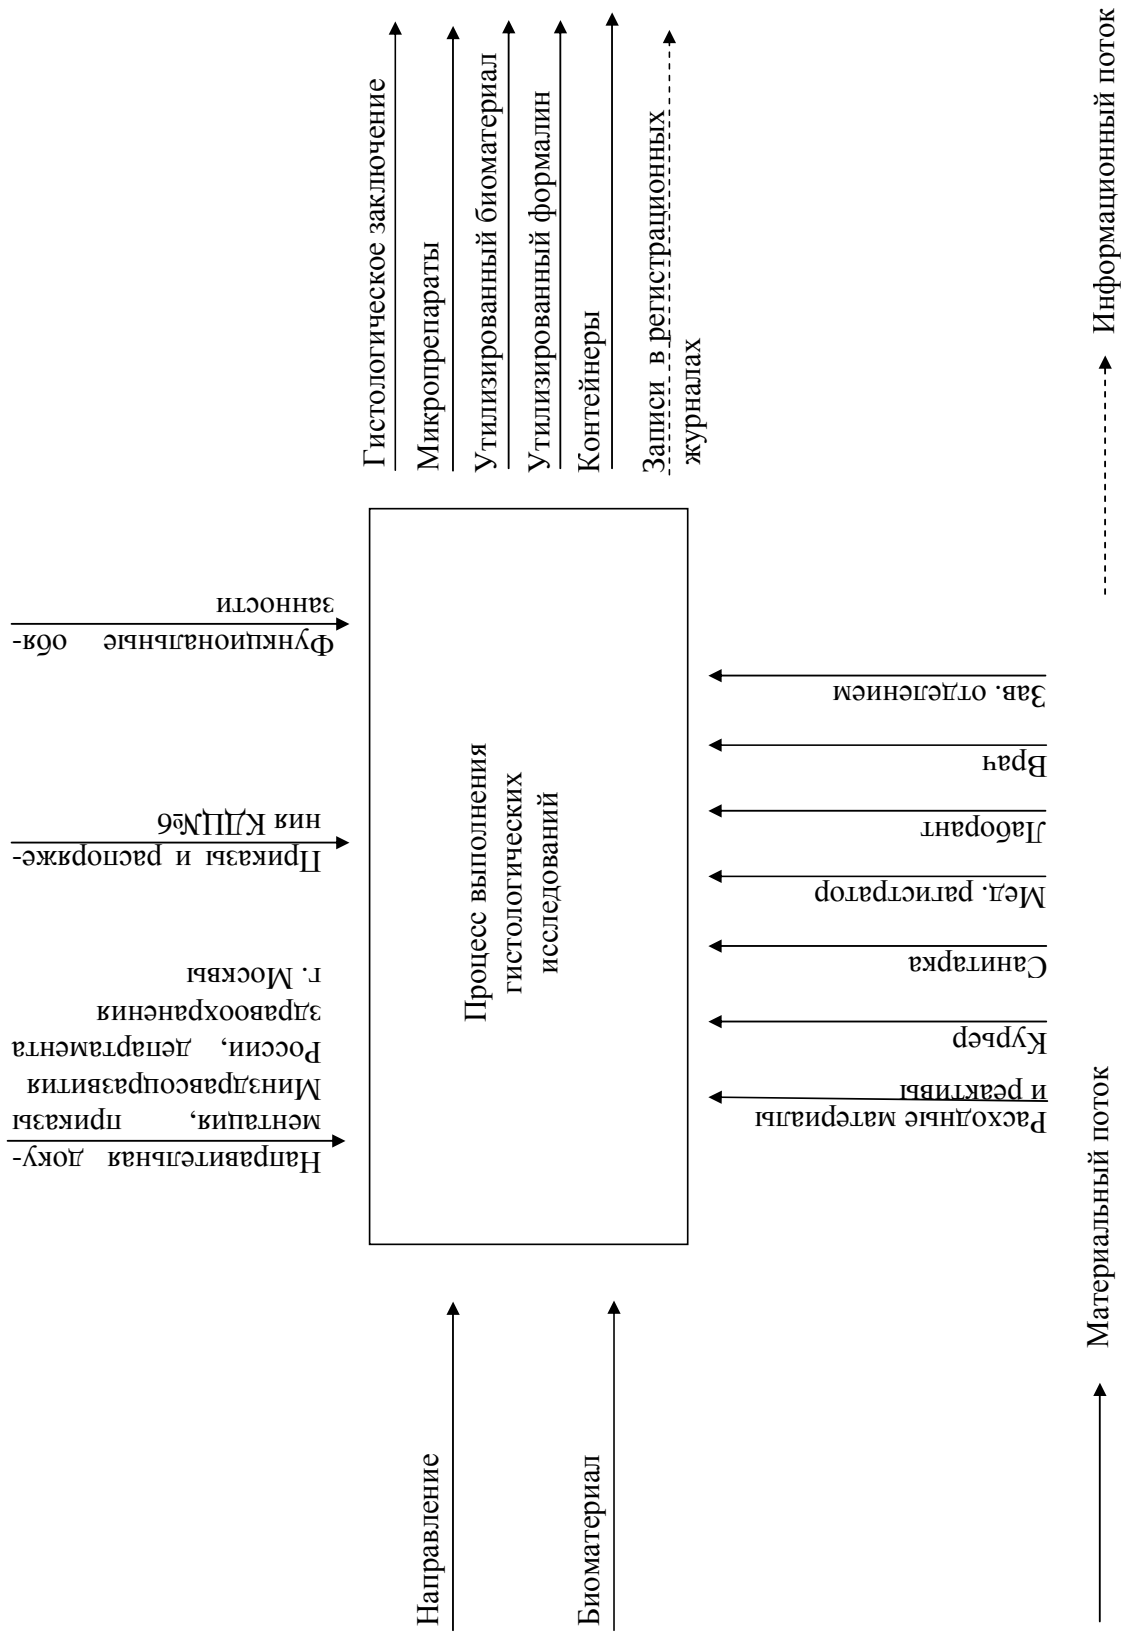 Направительная доку-
ментация, приказы
Минздравсоцразвития
России, департамента
здравоохранения
г. Москвы
Приказы и распоряже-
ния КДЦ№6
Функциональные обя-
занности
Направление
Биоматериал
Процесс выполнения
гистологических
исследований
Гистологическое заключение
Микропрепараты
Утилизированный биоматериал
Утилизированный формалин
Контейнеры
Записи в регистрационных
журналах
Расходные материалы
и реактивы
Курьер
Санитарка
Мед. рагистратор
Лаборант
Врач
Зав. отделением
Материальный поток
Информационный поток